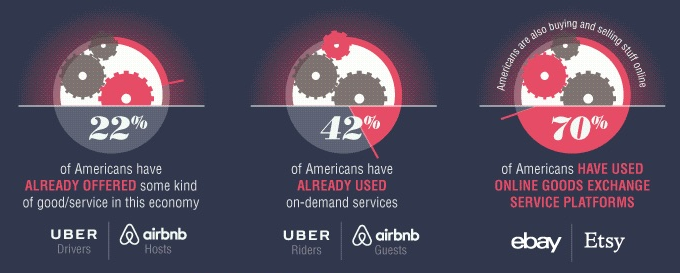 22%
of Americans have
ALREADY OFFERED some kind
of good/service in this economy
UBER
Drivers
airbnb
Hosts
42%
of Americans have
ALREADY USED
on-demand services
UBER
Riders
airbnb
Guests
Americans are also buying and selling stuff online
70%
of Americans HAVE USED
ONLINE GOODS EXCHANGE
SERVICE PLATFORMS
ebay
Etsy